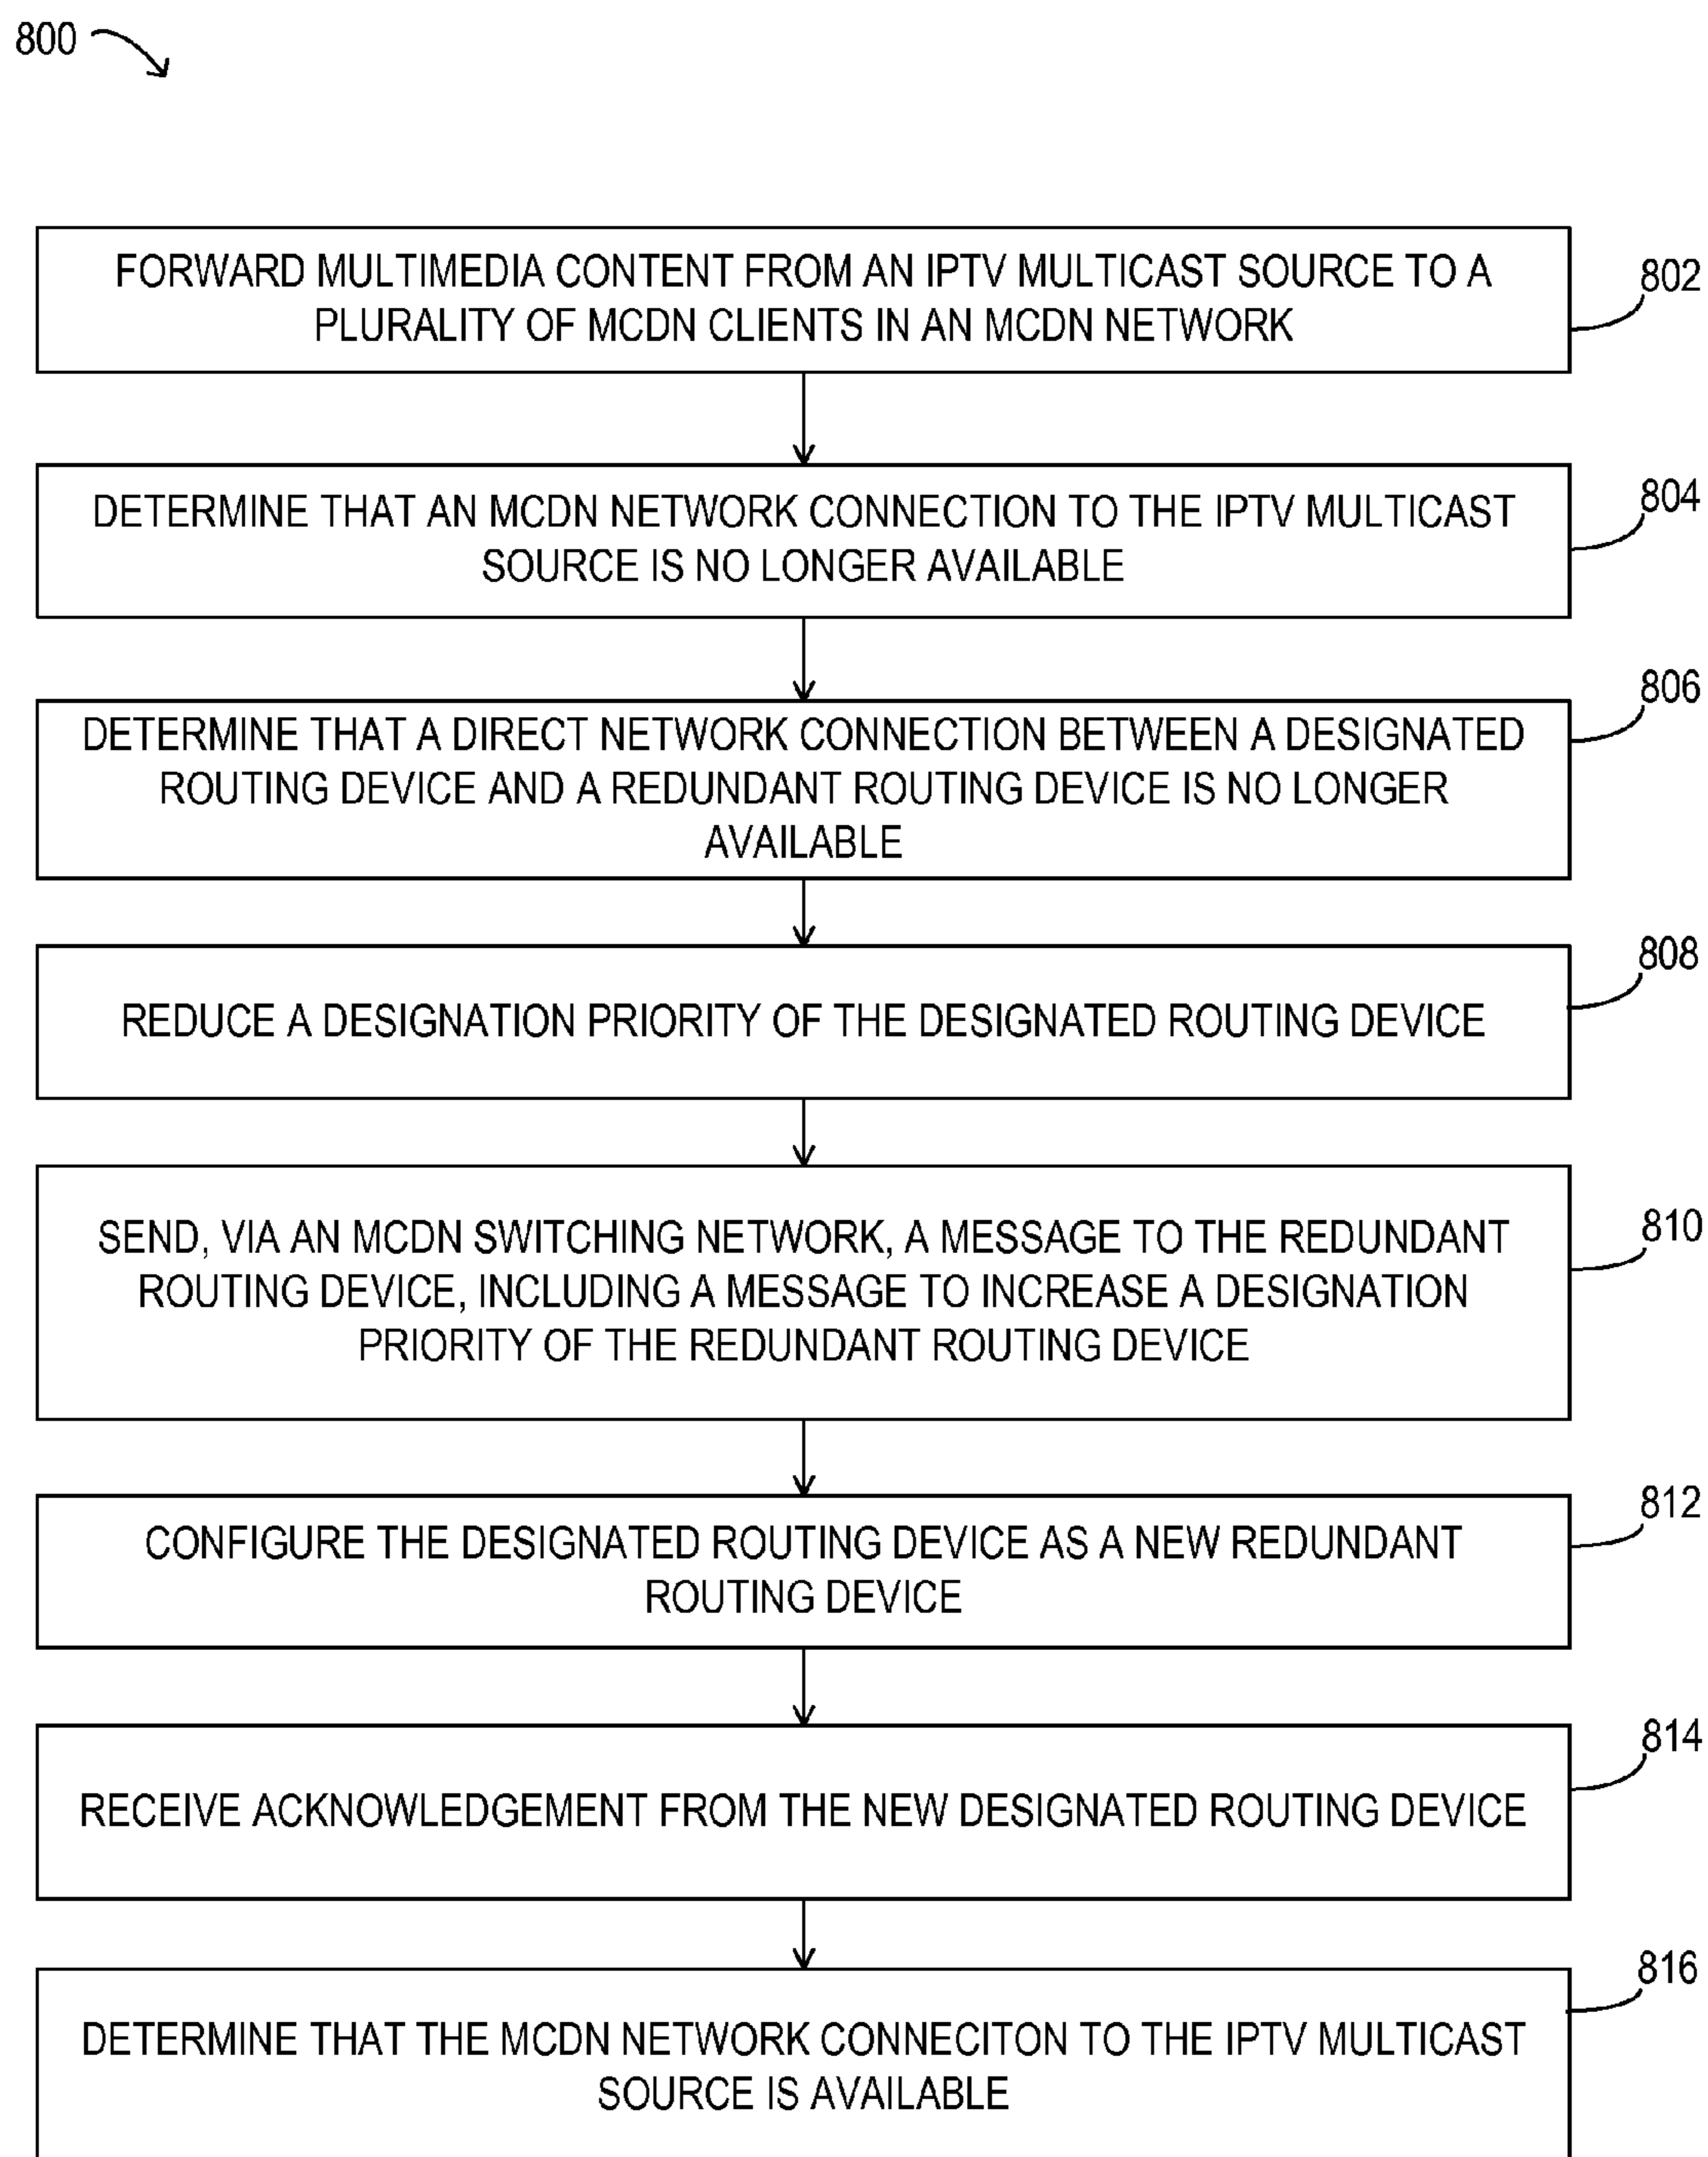 800
FORWARD MULTIMEDIA CONTENT FROM AN IPTV MULTICAST SOURCE TO A
PLURALITY OF MCDN CLIENTS IN AN MCDN NETWORK
802
DETERMINE THAT AN MCDN NETWORK CONNECTION TO THE IPTV MULTICAST
SOURCE IS NO LONGER AVAILABLE
804
DETERMINE THAT A DIRECT NETWORK CONNECTION BETWEEN A DESIGNATED
ROUTING DEVICE AND A REDUNDANT ROUTING DEVICE IS NO LONGER
AVAILABLE
806
REDUCE A DESIGNATION PRIORITY OF THE DESIGNATED ROUTING DEVICE
808
SEND, VIA AN MCDN SWITCHING NETWORK, A MESSAGE TO THE REDUNDANT
ROUTING DEVICE, INCLUDING A MESSAGE TO INCREASE A DESIGNATION
PRIORITY OF THE REDUNDANT ROUTING DEVICE
810
CONFIGURE THE DESIGNATED ROUTING DEVICE AS A NEW REDUNDANT
ROUTING DEVICE
812
RECEIVE ACKNOWLEDGEMENT FROM THE NEW DESIGNATED ROUTING DEVICE
814
DETERMINE THAT THE MCDN NETWORK CONNECITON TO THE IPTV MULTICAST
SOURCE IS AVAILABLE
816